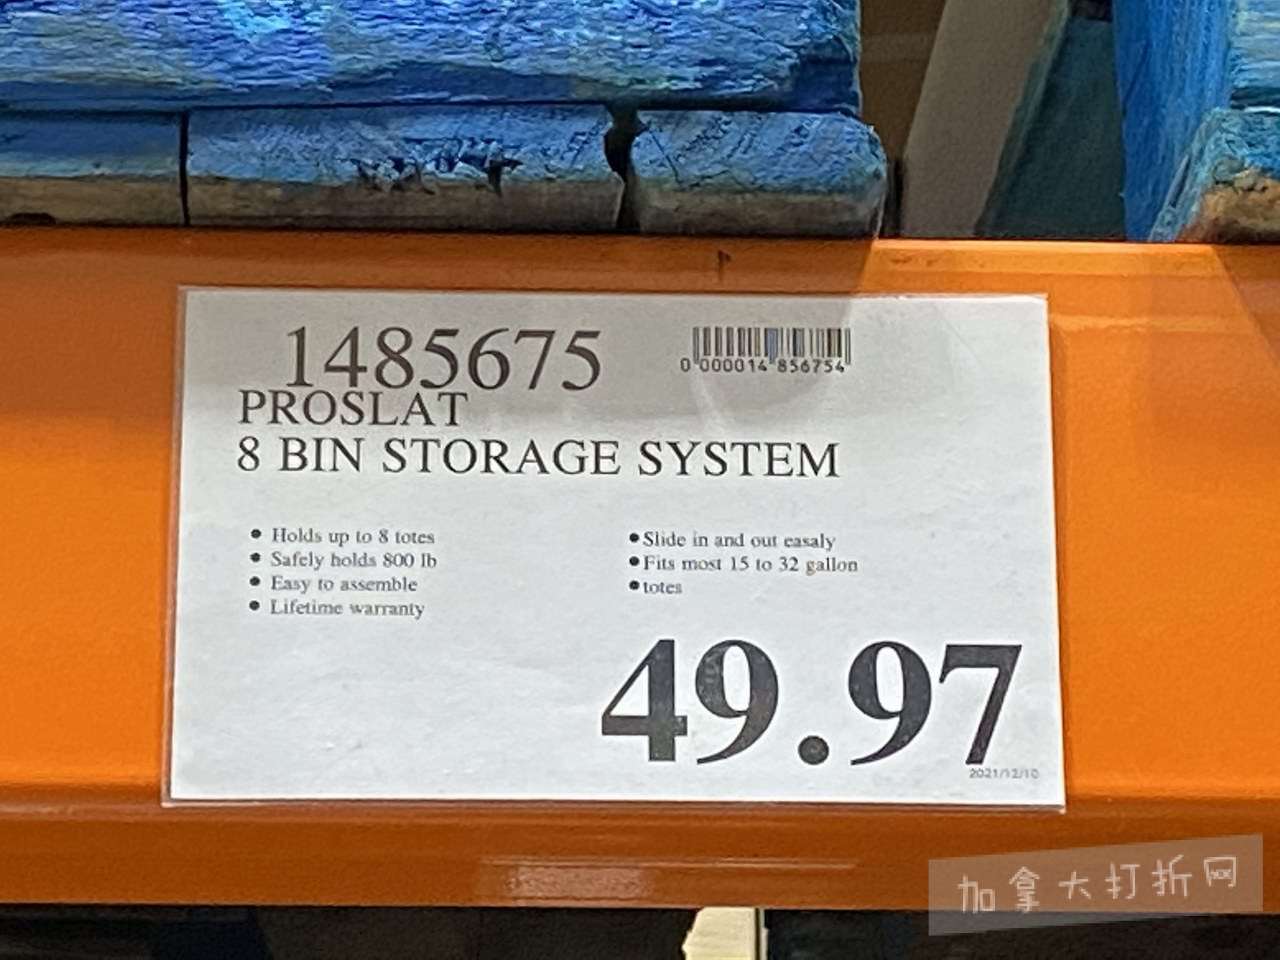 1485675
0 000014 856754
PROSLAT
8 BIN STORAGE SYSTEM
• Holds up to 8 totes
• Safely holds 800 lb
• Easy to assemble
• Lifetime warranty
• Slide in and out easaly
• Fits most 15 to 32 gallon
• totes
49.97
2021/12/10
加拿大打折网